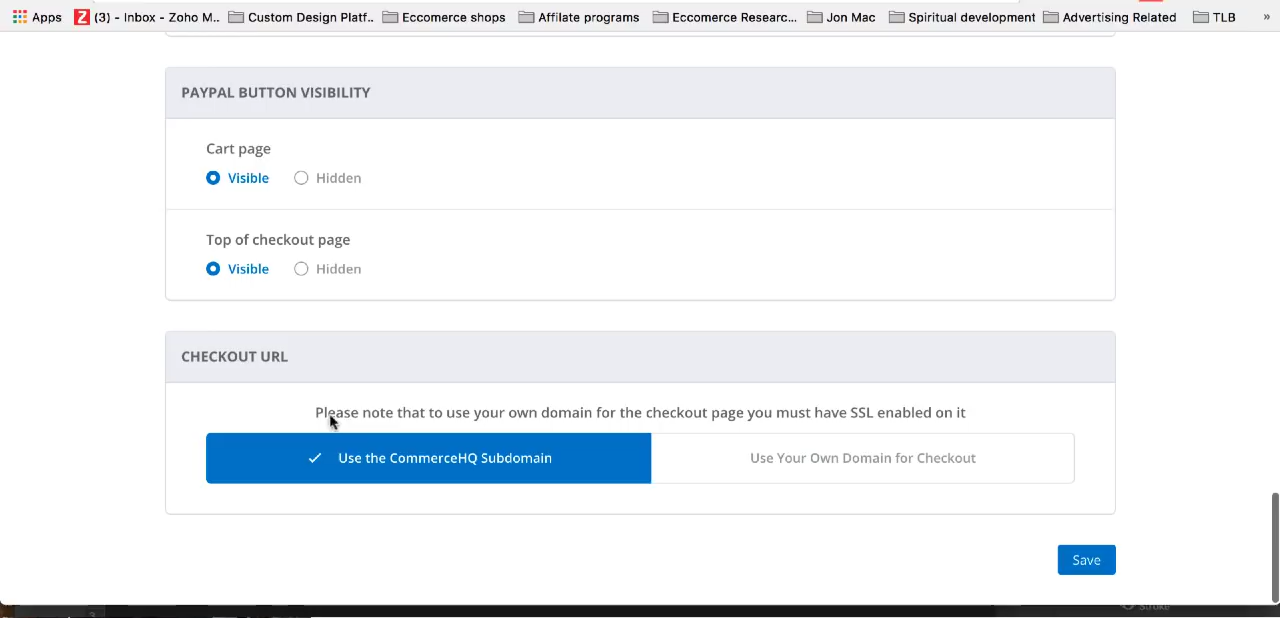 Apps Z (3) - Inbox - Zoho M.. Custom Design Platf.. Eccomerce shops Affilate programs Eccomerce Researc... Jon Mac Spiritual development Advertising Related TLB »
PAYPAL BUTTON VISIBILITY
Cart page
Visible Hidden
Top of checkout page
Visible Hidden
CHECKOUT URL
Please note that to use your own domain for the checkout page you must have SSL enabled on it
Use the CommerceHQ Subdomain Use Your Own Domain for Checkout
Save
3 Stroke